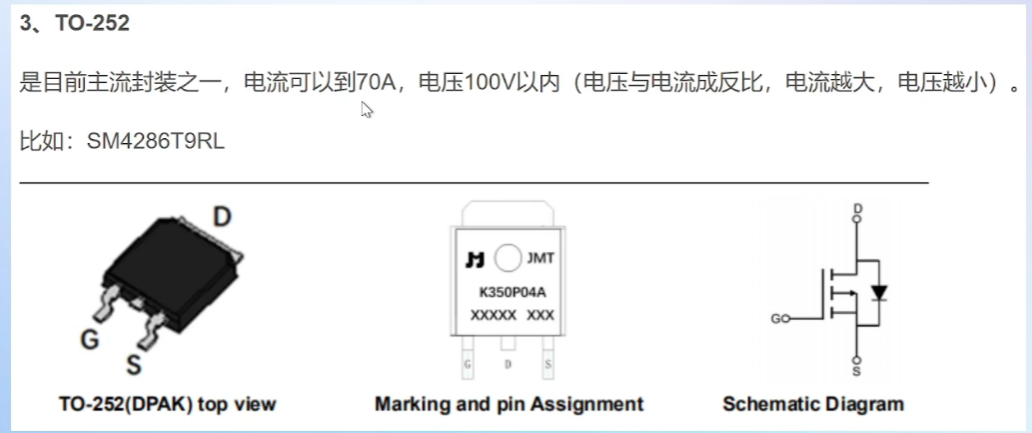 3、TO-252
是目前主流封装之一，电流可以到70A，电压100V以内（电压与电流成反比，电流越大，电压越小）。
比如：SM4286T9RL
D
G
S
TO-252(DPAK) top view
JMT
K350P04A
XXXXX XXX
G D S
Marking and pin Assignment
D
GO
S
Schematic Diagram